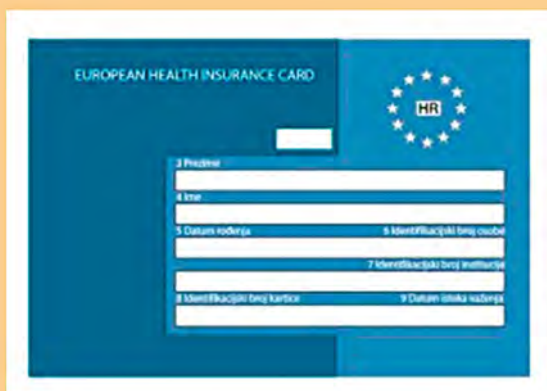 EUROPEAN HEALTH INSURANCE CARD
HR
3 Prezime
4 Ime
5 Datum rođenja 6 Identifikacijski broj osobe
7 Identifikacijski broj institucije
8 Identifikacijski broj kartice 9 Datum isteka važenja